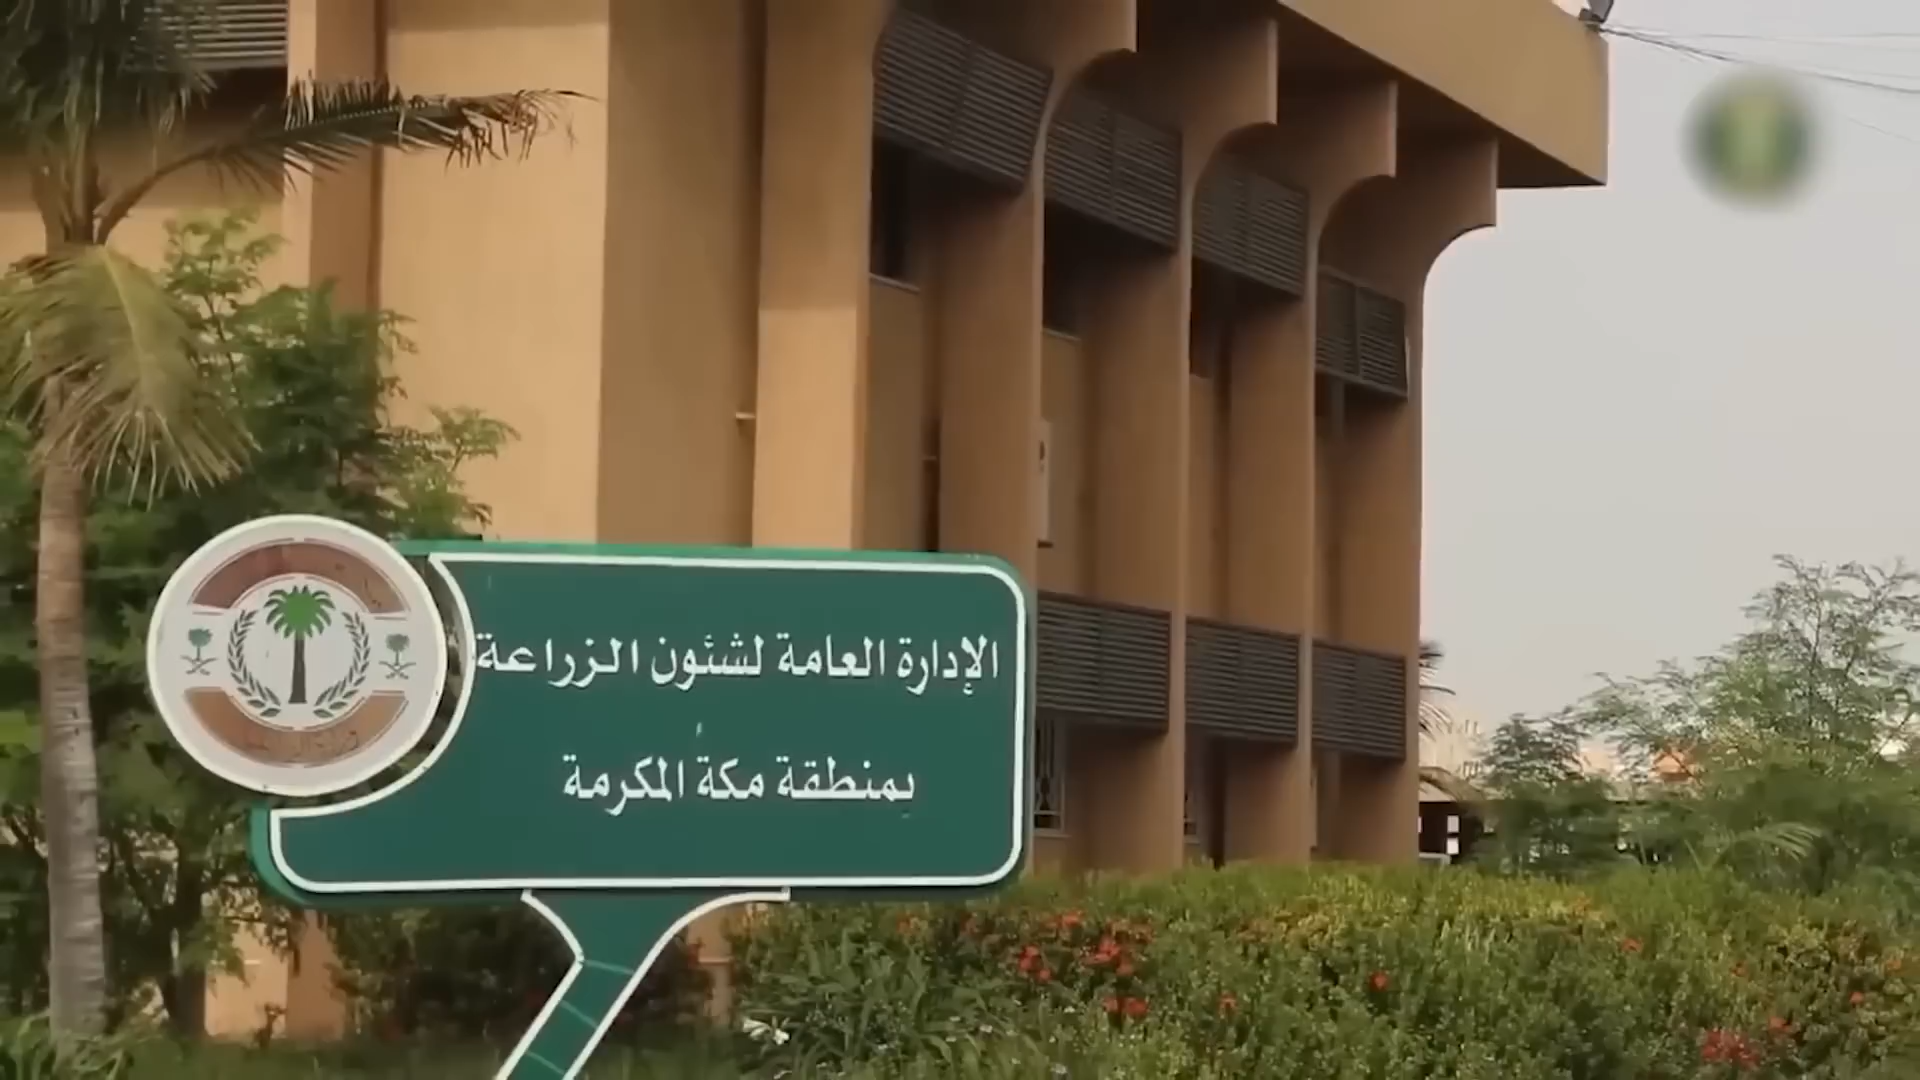 الإدارة العامة لشئون الزراعة
بمنطقة مكة المكرمة